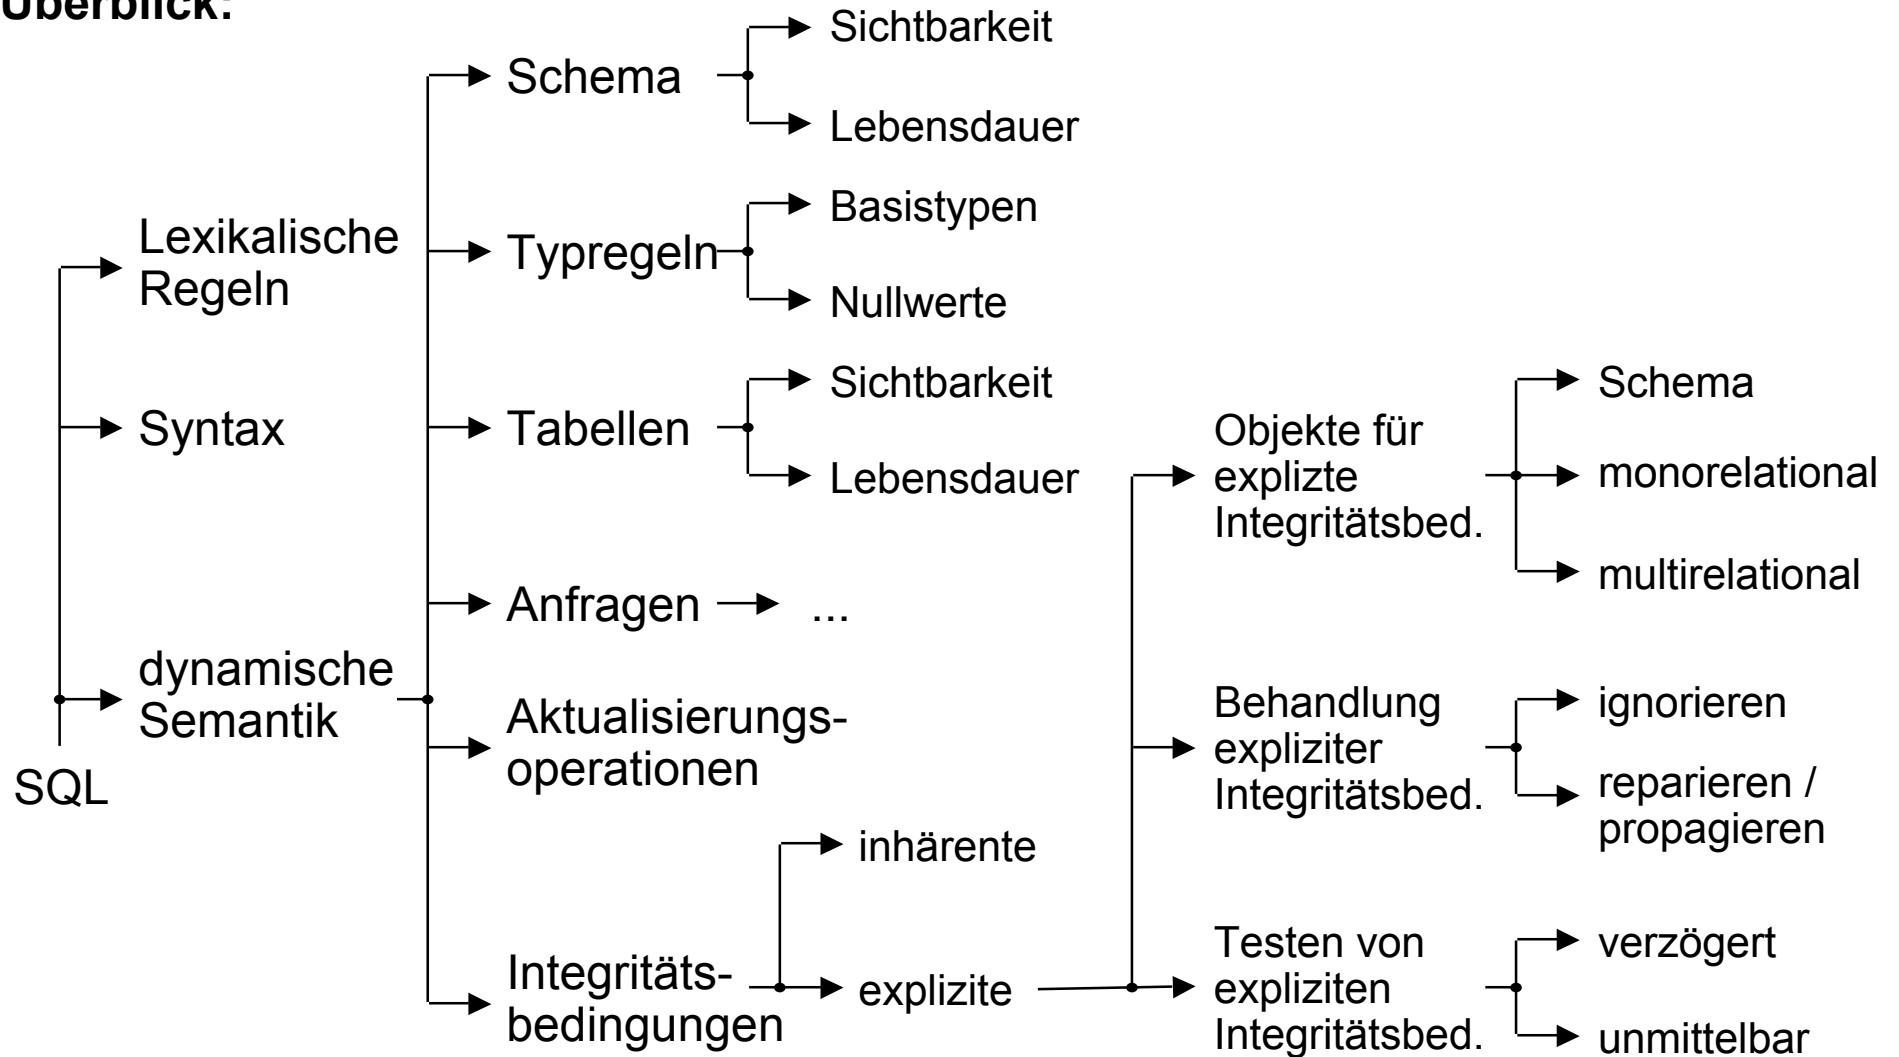 Überblick:
Sichtbarkeit
Schema
Lebensdauer
Basistypen
Lexikalische
Regeln
Typregeln
Nullwerte
Sichtbarkeit
Syntax
Tabellen
Lebensdauer
Objekte für
explizte
Integritätsbed.
Schema
monorelational
multirelational
Anfragen
...
dynamische
Semantik
Aktualisierungs-
operationen
Behandlung
expliziter
Integritätsbed.
ignorieren
reparieren /
propagieren
SQL
inhärente
Integritäts-
bedingungen
explizite
Testen von
expliziten
Integritätsbed.
verzögert
unmittelbar